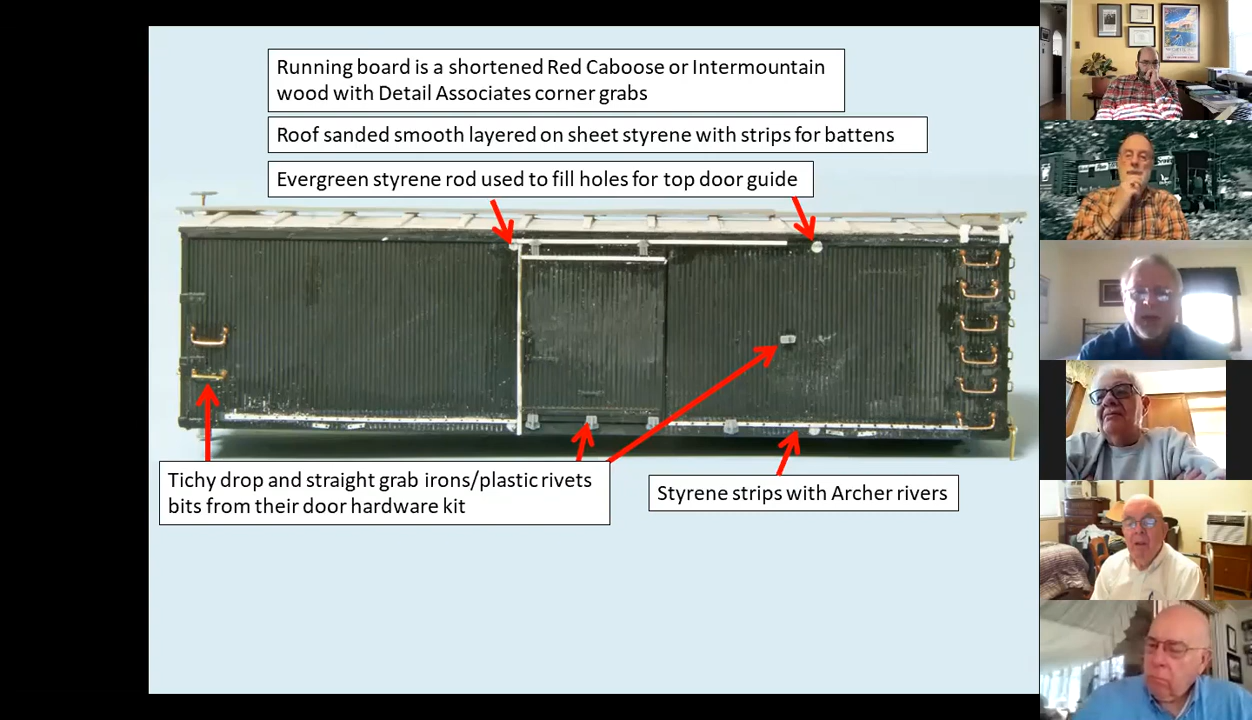 Running board is a shortened Red Caboose or Intermountain
wood with Detail Associates corner grabs
Roof sanded smooth layered on sheet styrene with strips for battens
Evergreen styrene rod used to fill holes for top door guide
Tichy drop and straight grab irons/plastic rivets
bits from their door hardware kit
Styrene strips with Archer rivers